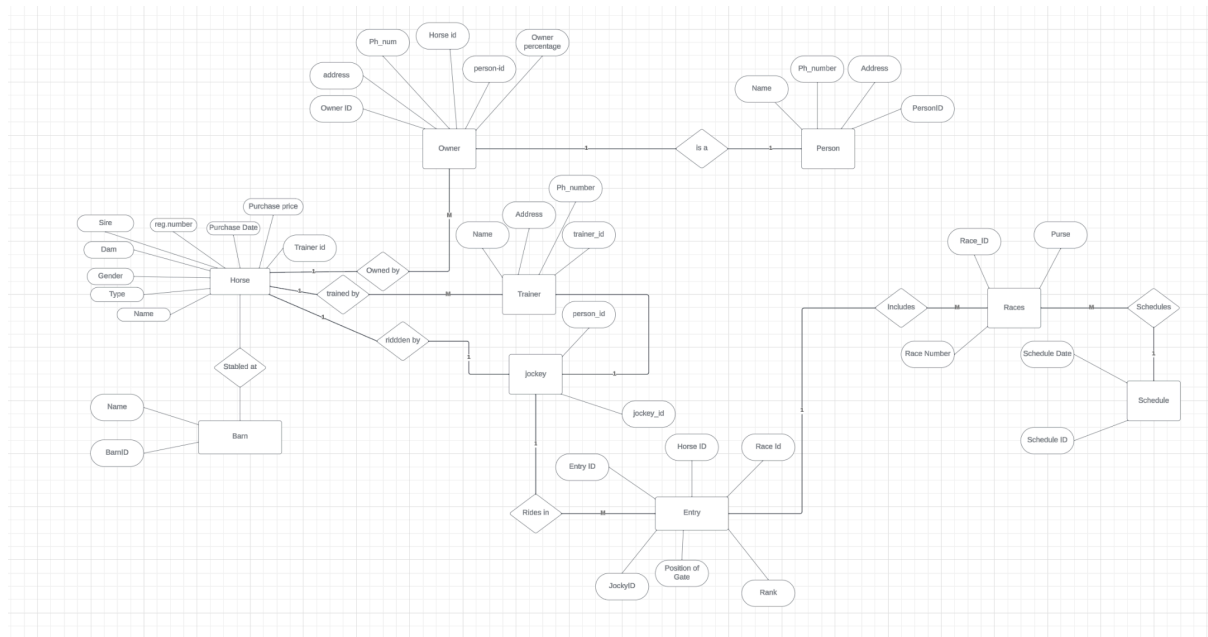 Ph_num
Horse id
Owner
percentage
person-id
address
Owner ID
Owner
1
is a
1
Person
Name
Ph_number
Address
PersonID
M
Sire
reg.number
Purchase price
Purchase Date
Dam
Trainer id
Gender
Type
Name
Horse
1
Owned by
1
trained by
M
1
riddden by
1
Ph_number
Address
Name
trainer_id
Trainer
person_id
jockey
1
jockey_id
Stabled at
Name
BarnID
Barn
1
Rides in
M
Entry ID
Horse ID
Race Id
Entry
JockyID
Position of
Gate
Rank
1
Includes
M
Race_ID
Purse
Races
Race Number
M
Schedules
1
Schedule Date
Schedule
Schedule ID